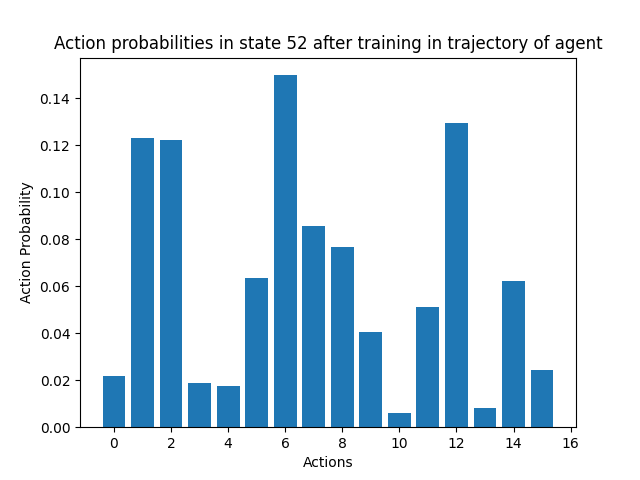 Action probabilities in state 52 after training in trajectory of agent
0.14
0.12
0.10
0.08
0.06
0.04
0.02
0.00
Action Probability
0 2 4 6 8 10 12 14 16
Actions